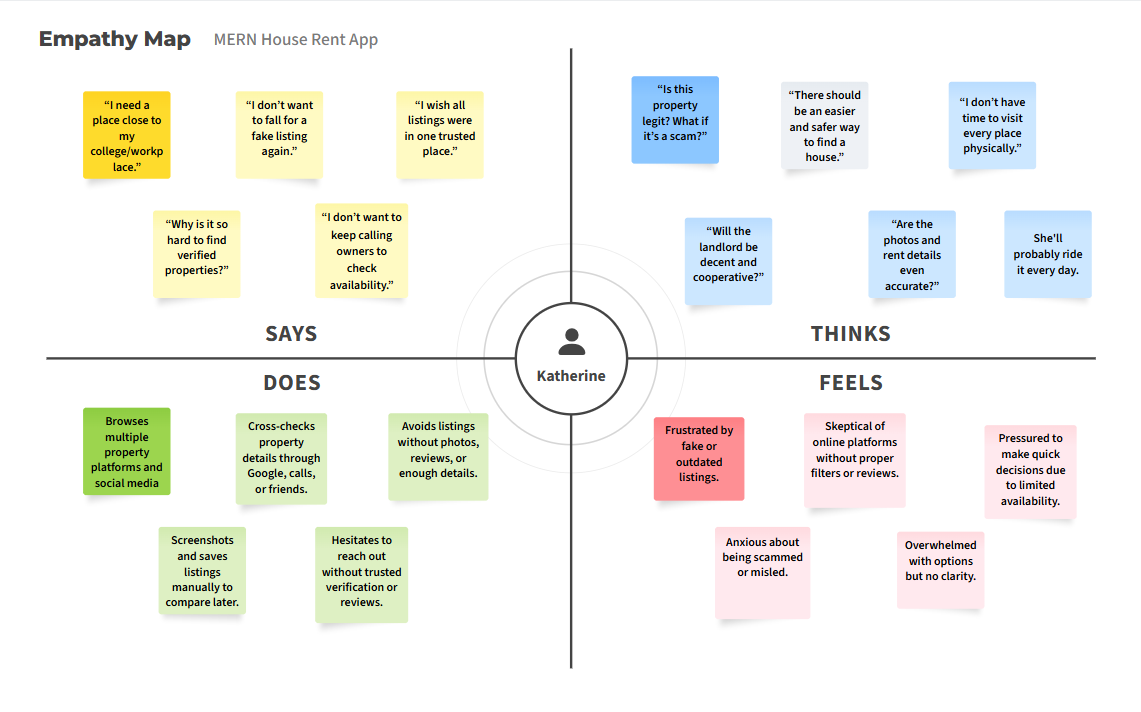 Empathy Map
MERN House Rent App
“I need a
place close to
my
college/workp
lace.”
“I don’t want
to fall for a
fake listing
again.”
“I wish all
listings were
in one trusted
place.”
“Why is it so
hard to find
verified
properties?”
“I don’t want to
keep calling
owners to
check
availability.”
SAYS
“Is this
property
legit? What if
it’s a scam?”
“There should
be an easier
and safer way
to find a
house.”
“I don’t have
time to visit
every place
physically.”
“Will the
landlord be
decent and
cooperative?”
“Are the
photos and
rent details
even
accurate?”
She'll
probably ride
it every day.
THINKS
Katherine
DOES
Browses
multiple
property
platforms and
social media
Cross-checks
property
details through
Google, calls,
or friends.
Avoids listings
without photos,
reviews, or
enough details.
Screenshots
and saves
listings
manually to
compare later.
Hesitates to
reach out
without trusted
verification or
reviews.
FEELS
Frustrated by
fake or
outdated
listings.
Skeptical of
online platforms
without proper
filters or reviews.
Pressured to
make quick
decisions due
to limited
availability.
Anxious about
being scammed
or misled.
Overwhelmed
with options
but no clarity.